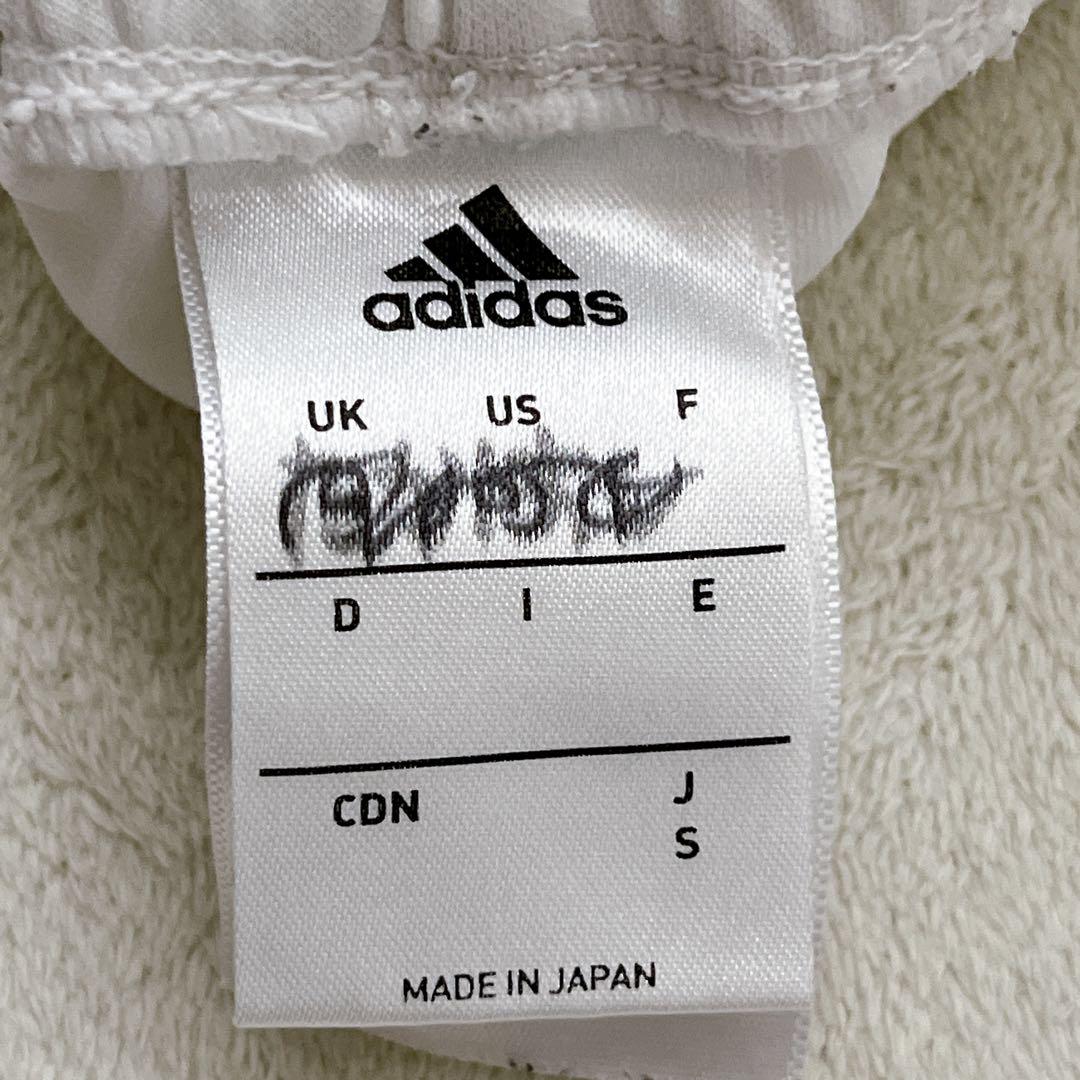 adidas
UK US F
D I E
CDN J
S
MADE IN JAPAN